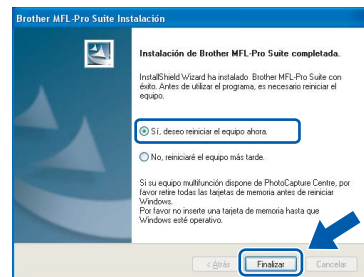 Brother MFL-Pro Suite Instalación
Instalación de Brother MFL-Pro Suite completada.
InstallShield Wizard ha instalado Brother MFL-Pro Suite con
éxito. Antes de utilizar el programa, es necesario reiniciar el
equipo.
Sí, deseo reiniciar el equipo ahora.
No, reiniciaré el equipo más tarde.
Si su equipo multifunción dispone de PhotoCapture Centre, por
favor retire todas las tarjetas de memoria antes de reiniciar
Windows.
Por favor no inserte una tarjeta de memoria hasta que
Windows esté operativo.
< Atrás Finalizar Cancelar